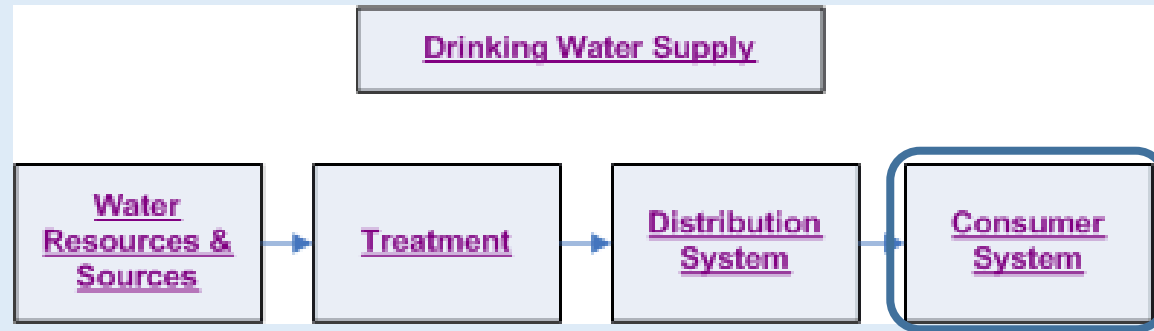 Drinking Water Supply
Water
Resources &
Sources
Treatment
Distribution
System
Consumer
System